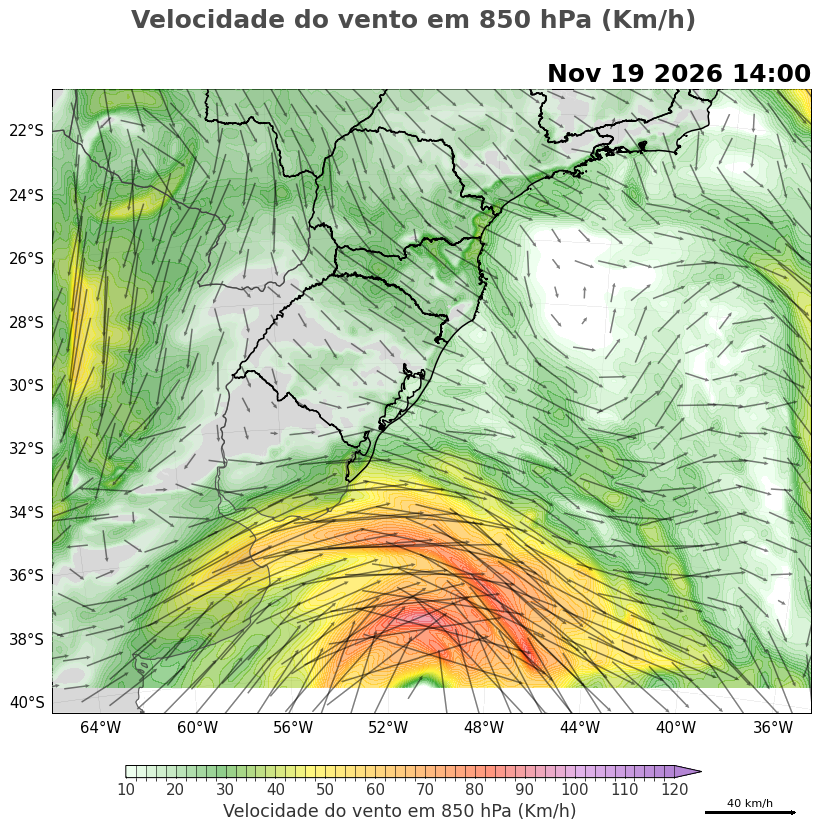 Velocidade do vento em 850 hPa (Km/h)
Nov 19 2026 14:00
22°S
24°S
26°S
28°S
30°S
32°S
34°S
36°S
38°S
40°S
64°W 60°W 56°W 52°W 48°W 44°W 40°W 36°W
10 20 30 40 50 60 70 80 90 100 110 120
Velocidade do vento em 850 hPa (Km/h)
40 km/h